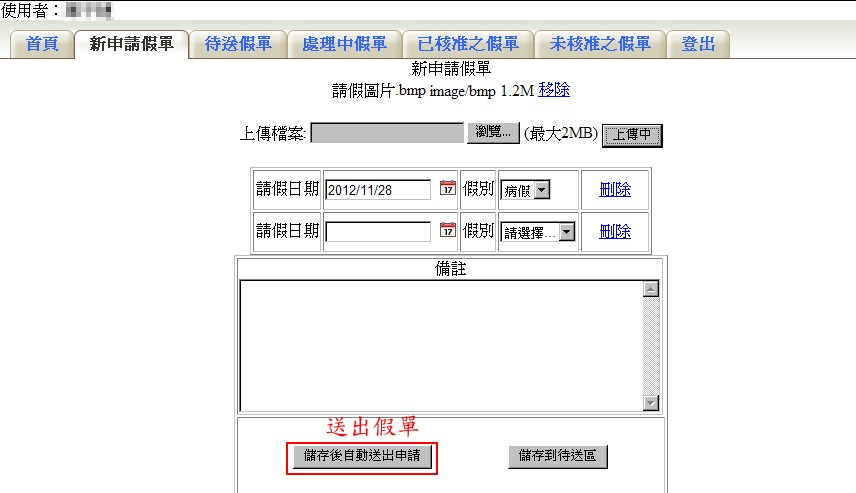 使用者：
首頁 新申請假單 待送假單 處理中假單 已核准之假單 未核准之假單 登出
新申請假單
請假圖片.bmp image/bmp 1.2M 移除
上傳檔案: 瀏覽... (最大2MB) 上傳中
請假日期 2012/11/28 17 假別 病假 刪除
請假日期 17 假別 請選擇... 刪除
備註
送出假單
儲存後自動送出申請 儲存到待送區